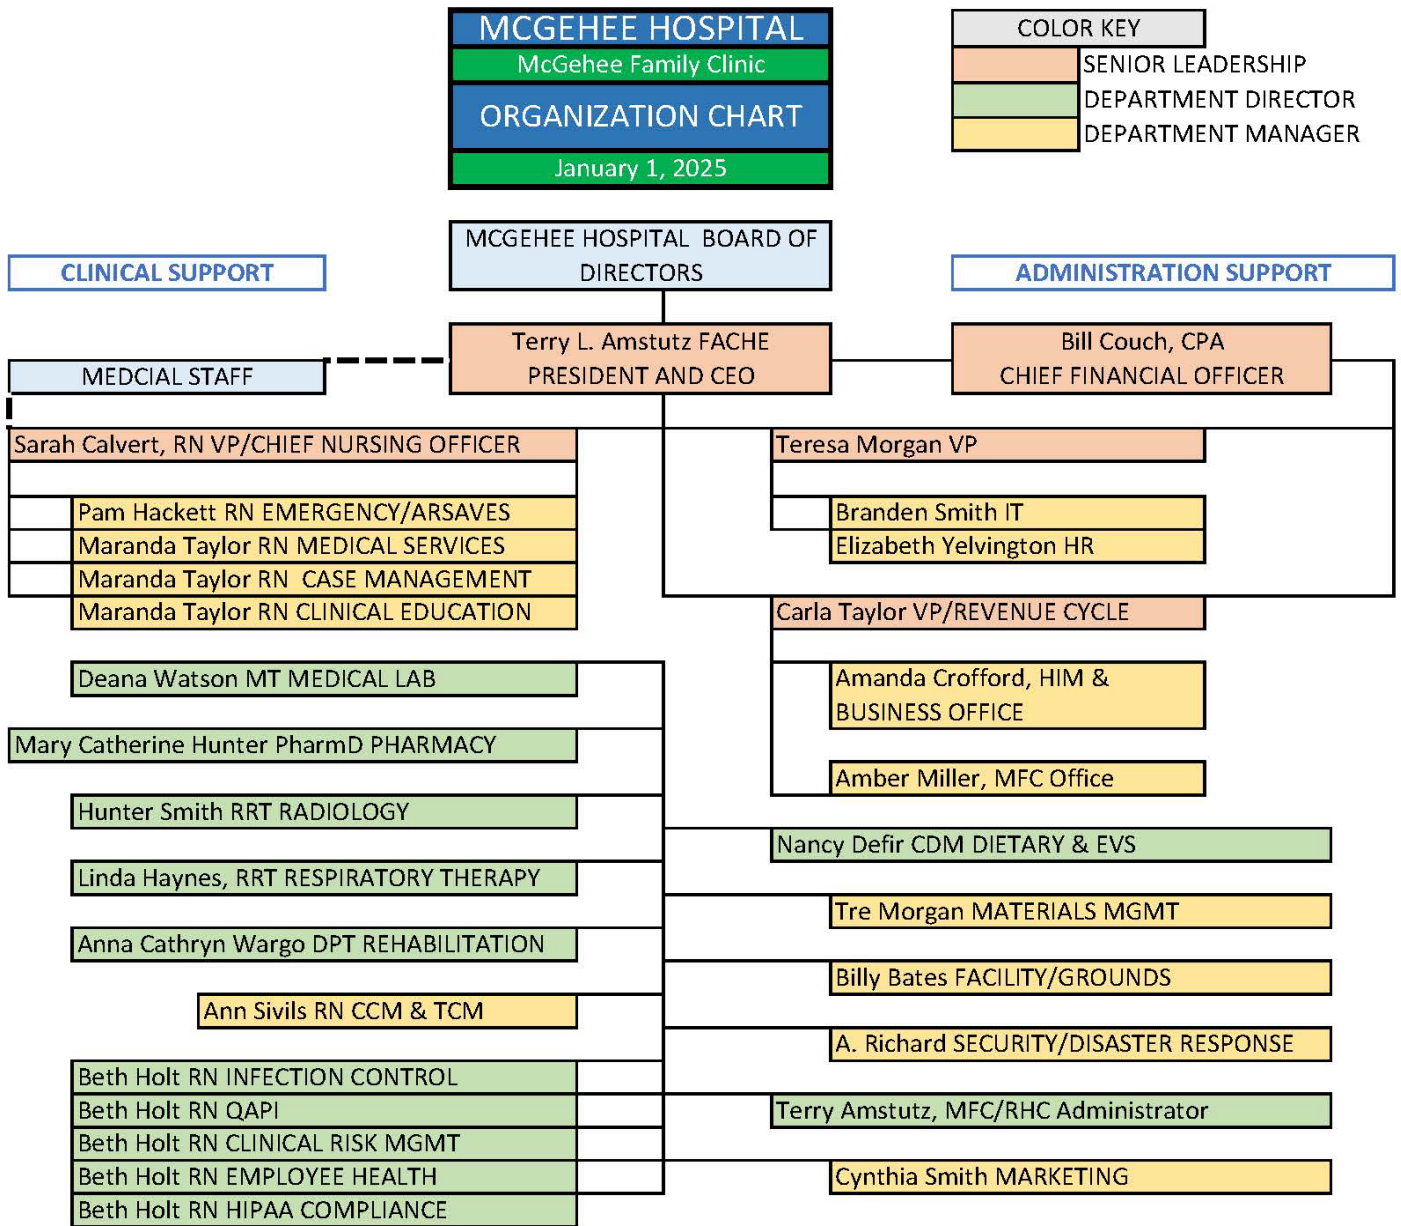 MCGEHEE HOSPITAL
McGehee Family Clinic
ORGANIZATION CHART
January 1, 2025
COLOR KEY
SENIOR LEADERSHIP
DEPARTMENT DIRECTOR
DEPARTMENT MANAGER
CLINICAL SUPPORT
MCGEHEE HOSPITAL BOARD OF
DIRECTORS
ADMINISTRATION SUPPORT
MEDCIAL STAFF
Terry L. Amstutz FACHE
PRESIDENT AND CEO
Bill Couch, CPA
CHIEF FINANCIAL OFFICER
Sarah Calvert, RN VP/CHIEF NURSING OFFICER
Pam Hackett RN EMERGENCY/ARSAVES
Maranda Taylor RN MEDICAL SERVICES
Maranda Taylor RN CASE MANAGEMENT
Maranda Taylor RN CLINICAL EDUCATION
Teresa Morgan VP
Branden Smith IT
Elizabeth Yelvington HR
Carla Taylor VP/REVENUE CYCLE
Amanda Crofford, HIM &
BUSINESS OFFICE
Amber Miller, MFC Office
Deana Watson MT MEDICAL LAB
Mary Catherine Hunter PharmD PHARMACY
Hunter Smith RRT RADIOLOGY
Linda Haynes, RRT RESPIRATORY THERAPY
Anna Cathryn Wargo DPT REHABILITATION
Ann Sivils RN CCM & TCM
Beth Holt RN INFECTION CONTROL
Beth Holt RN QAPI
Beth Holt RN CLINICAL RISK MGMT
Beth Holt RN EMPLOYEE HEALTH
Beth Holt RN HIPAA COMPLIANCE
Nancy Defir CDM DIETARY & EVS
Tre Morgan MATERIALS MGMT
Billy Bates FACILITY/GROUNDS
A. Richard SECURITY/DISASTER RESPONSE
Terry Amstutz, MFC/RHC Administrator
Cynthia Smith MARKETING